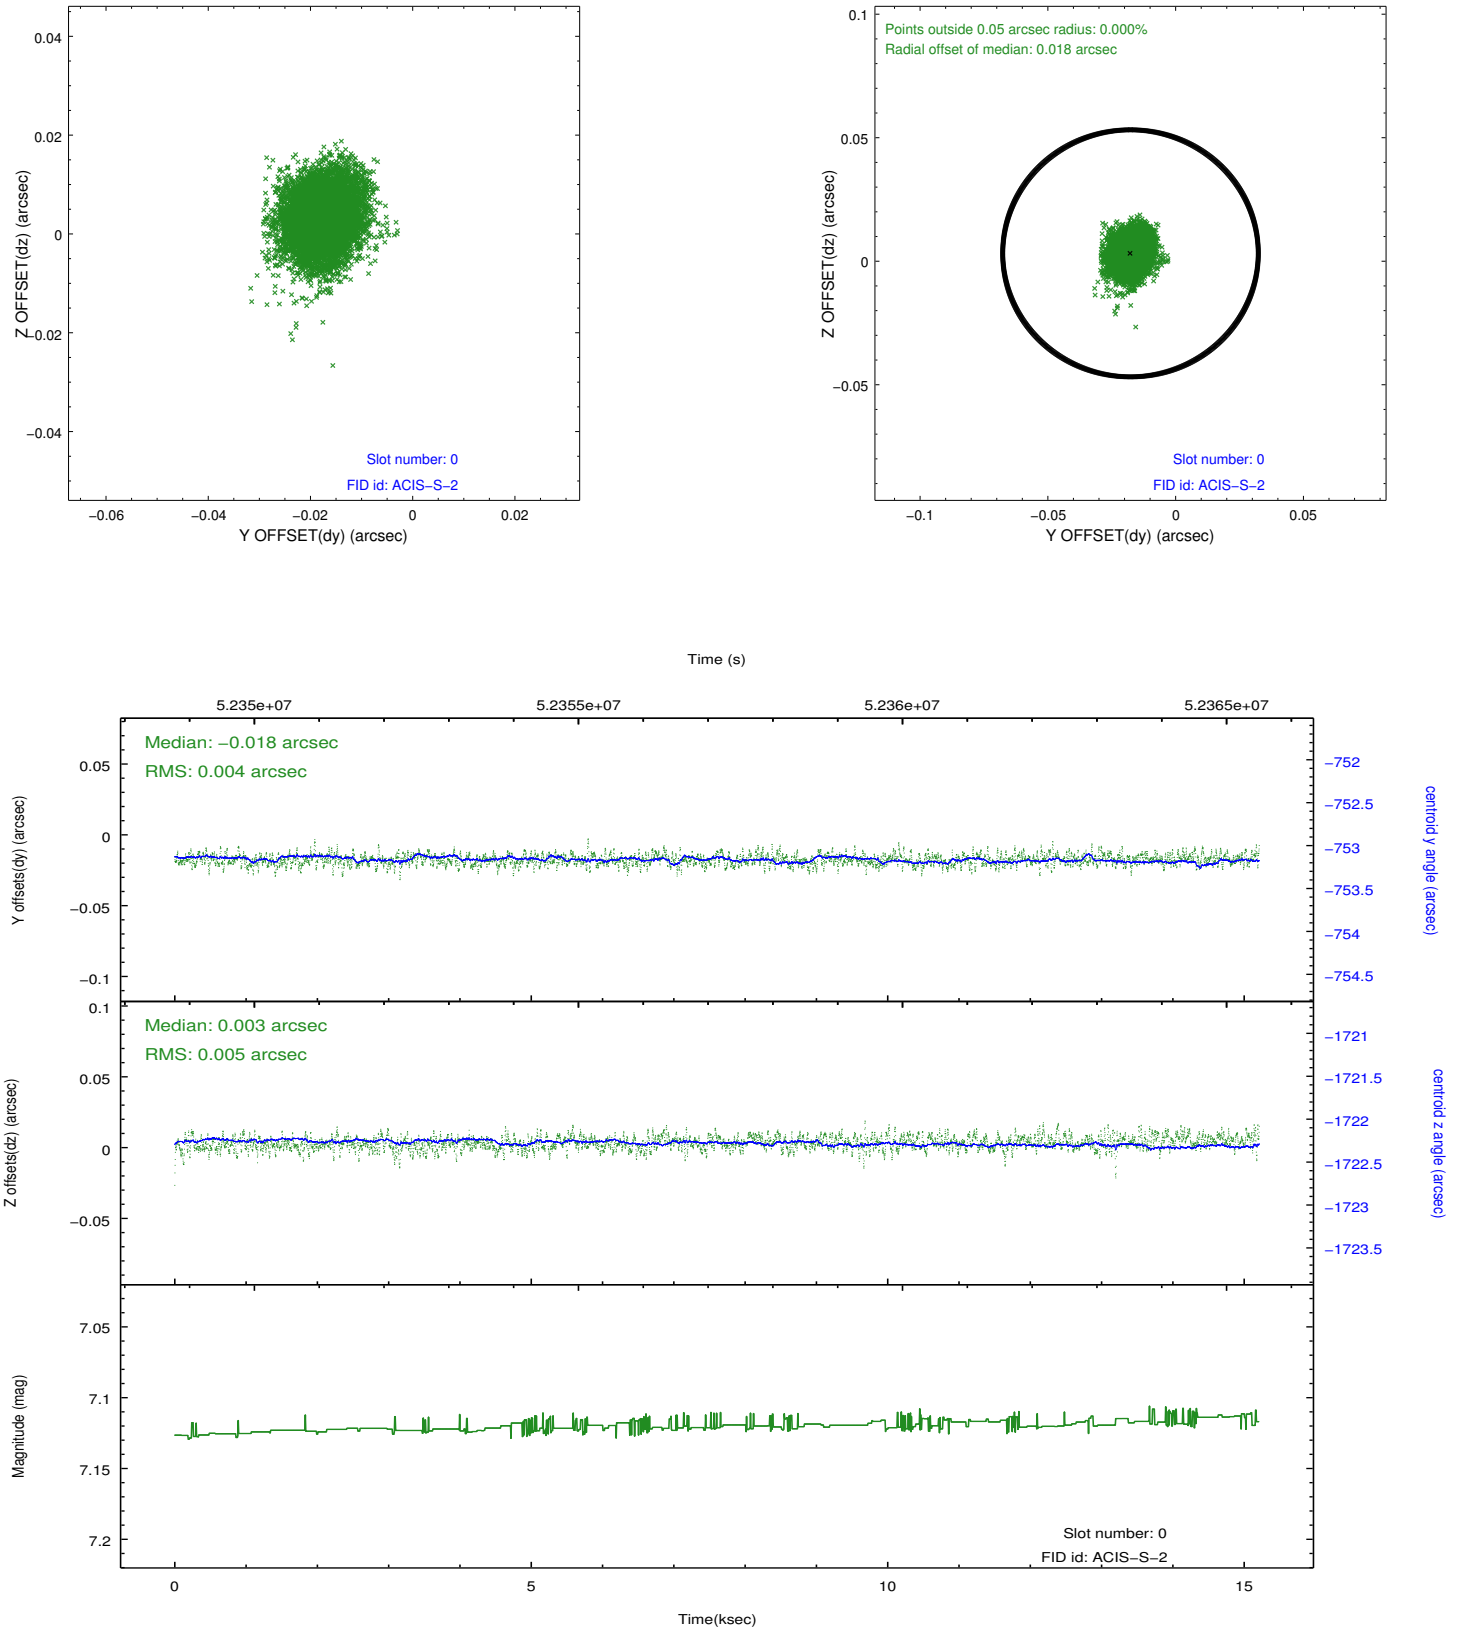 0.04
0.02
0
−0.02
−0.04
Z OFFSET(dz) (arcsec)
Slot number: 0
FID id: ACIS−S−2
−0.06
−0.04
−0.02
0
0.02
Y OFFSET(dy) (arcsec)
Points outside 0.05 arcsec radius: 0.000%
Radial offset of median: 0.018 arcsec
0.1
0.05
0
−0.05
Z OFFSET(dz) (arcsec)
Slot number: 0
FID id: ACIS−S−2
−0.1
−0.05
0
0.05
Y OFFSET(dy) (arcsec)
Time (s)
5.235e+07
5.2355e+07
5.236e+07
5.2365e+07
Median: −0.018 arcsec
RMS: 0.004 arcsec
0.05
0
−0.05
−0.1
Y offsets(dy) (arcsec)
−752
−752.5
−753
−753.5
−754
−754.5
centroid y angle (arcsec)
Median: 0.003 arcsec
RMS: 0.005 arcsec
0.1
0.05
0
−0.05
Z offsets(dz) (arcsec)
−1721
−1721.5
−1722
−1722.5
−1723
−1723.5
centroid z angle (arcsec)
7.05
7.1
7.15
7.2
Magnitude (mag)
Slot number: 0
FID id: ACIS−S−2
0
5
10
15
Time(ksec)